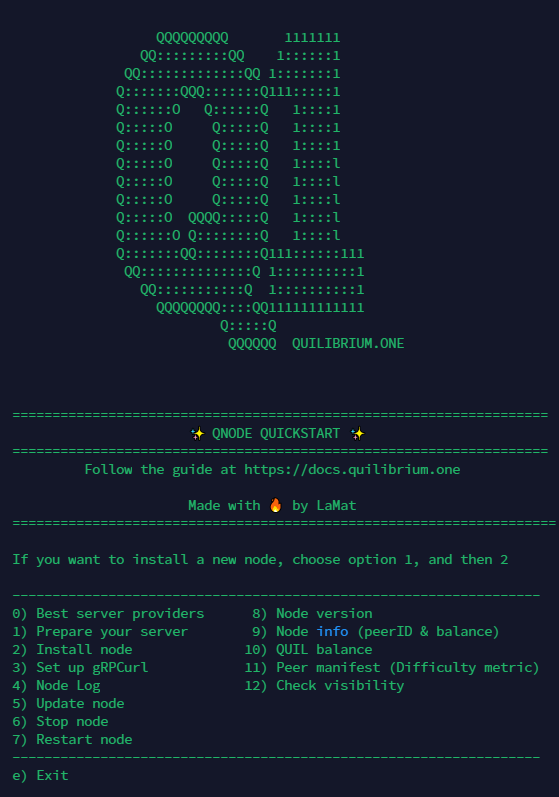 QQQQQQQQQ       1111111
                QQ:::::::::QQ    1::::::1
              QQ:::::::::::::QQ 1:::::::1
             Q:::::::QQQ:::::::Q111:::::1
             Q::::::O   Q::::::Q   1::::1
             Q:::::O     Q:::::Q   1::::1
             Q:::::O     Q:::::Q   1::::1
             Q:::::O     Q:::::Q   1::::l
             Q:::::O     Q:::::Q   1::::l
             Q:::::O     Q:::::Q   1::::l
             Q:::::O  QQQQ:::::Q   1::::l
             Q::::::O Q::::::::Q   1::::l
             Q:::::::QQ::::::::Q111::::::111
              QQ::::::::::::::Q 1::::::::::1
                QQ:::::::::::Q  1::::::::::1
                  QQQQQQQQ::::QQ111111111111
                          Q:::::Q
                           QQQQQQ  QUILIBRIUM.ONE
===================================================================
✨ QNODE QUICKSTART ✨
===================================================================
Follow the guide at https://docs.quilibrium.one
Made with 🔥 by LaMat
====================================================================
If you want to install a new node, choose option 1, and then 2
------------------------------------------------------------------
0) Best server providers      8) Node version
1) Prepare your server        9) Node info (peerID & balance)
2) Install node              10) QUIL balance
3) Set up gRPCurl            11) Peer manifest (Difficulty metric)
4) Node Log                  12) Check visibility
5) Update node
6) Stop node
7) Restart node
------------------------------------------------------------------
e) Exit